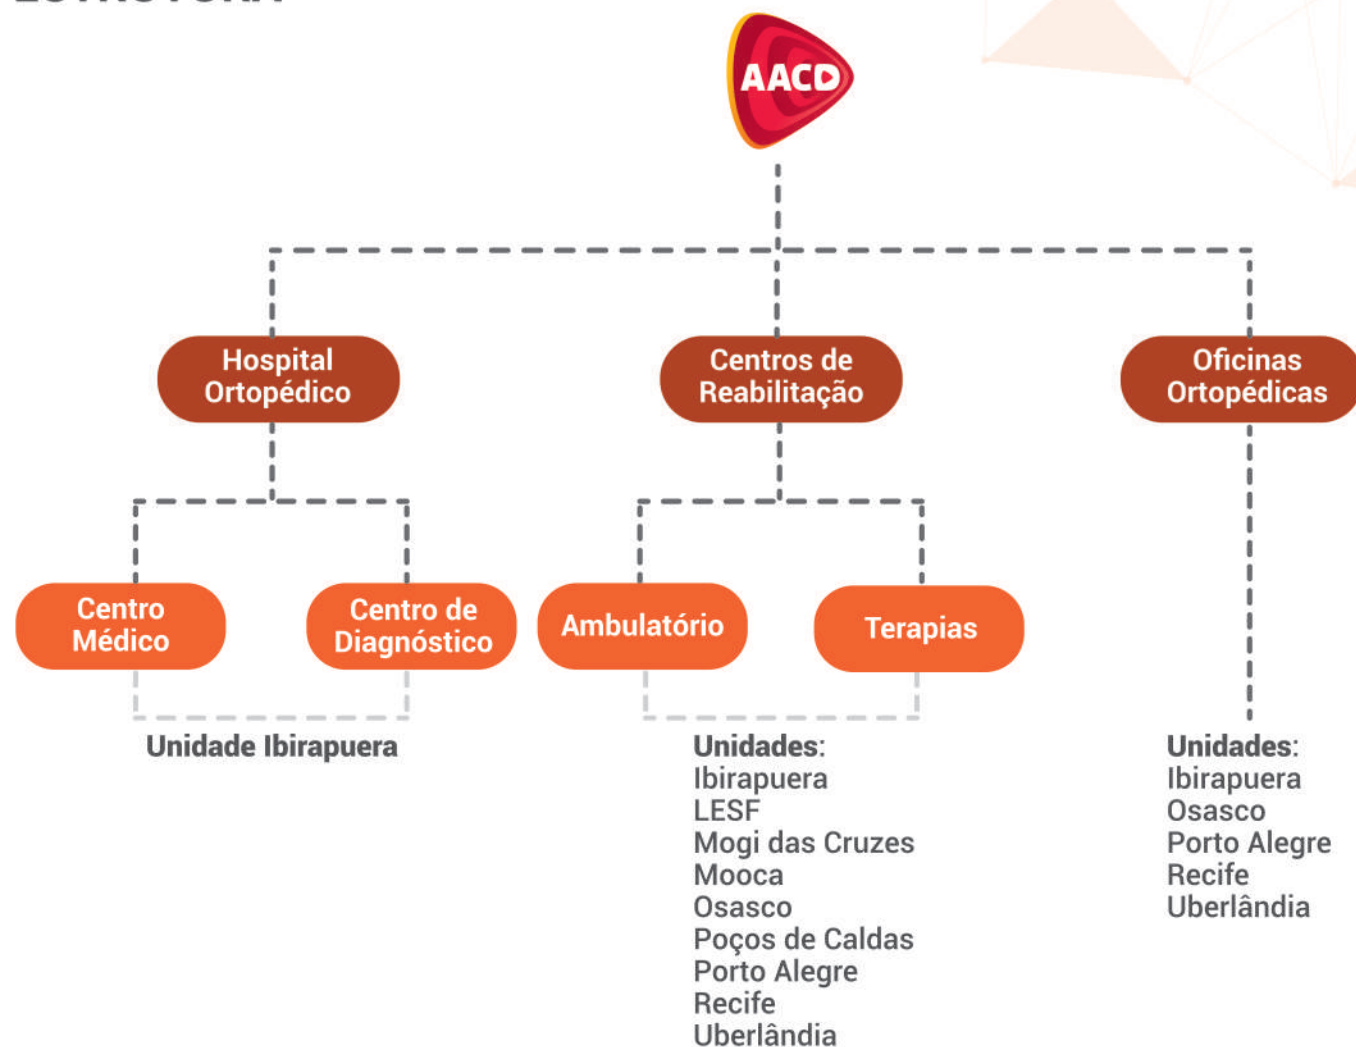 ESTRUTURA
AACD
Hospital
Ortopédico
Centros de
Reabilitação
Oficinas
Ortopédicas
Centro
Médico
Centro de
Diagnóstico
Ambulatório
Terapias
Unidade Ibirapuera
Unidades:
Ibirapuera
LESF
Mogi das Cruzes
Mooca
Osasco
Poços de Caldas
Porto Alegre
Recife
Uberlândia
Unidades:
Ibirapuera
Osasco
Porto Alegre
Recife
Uberlândia